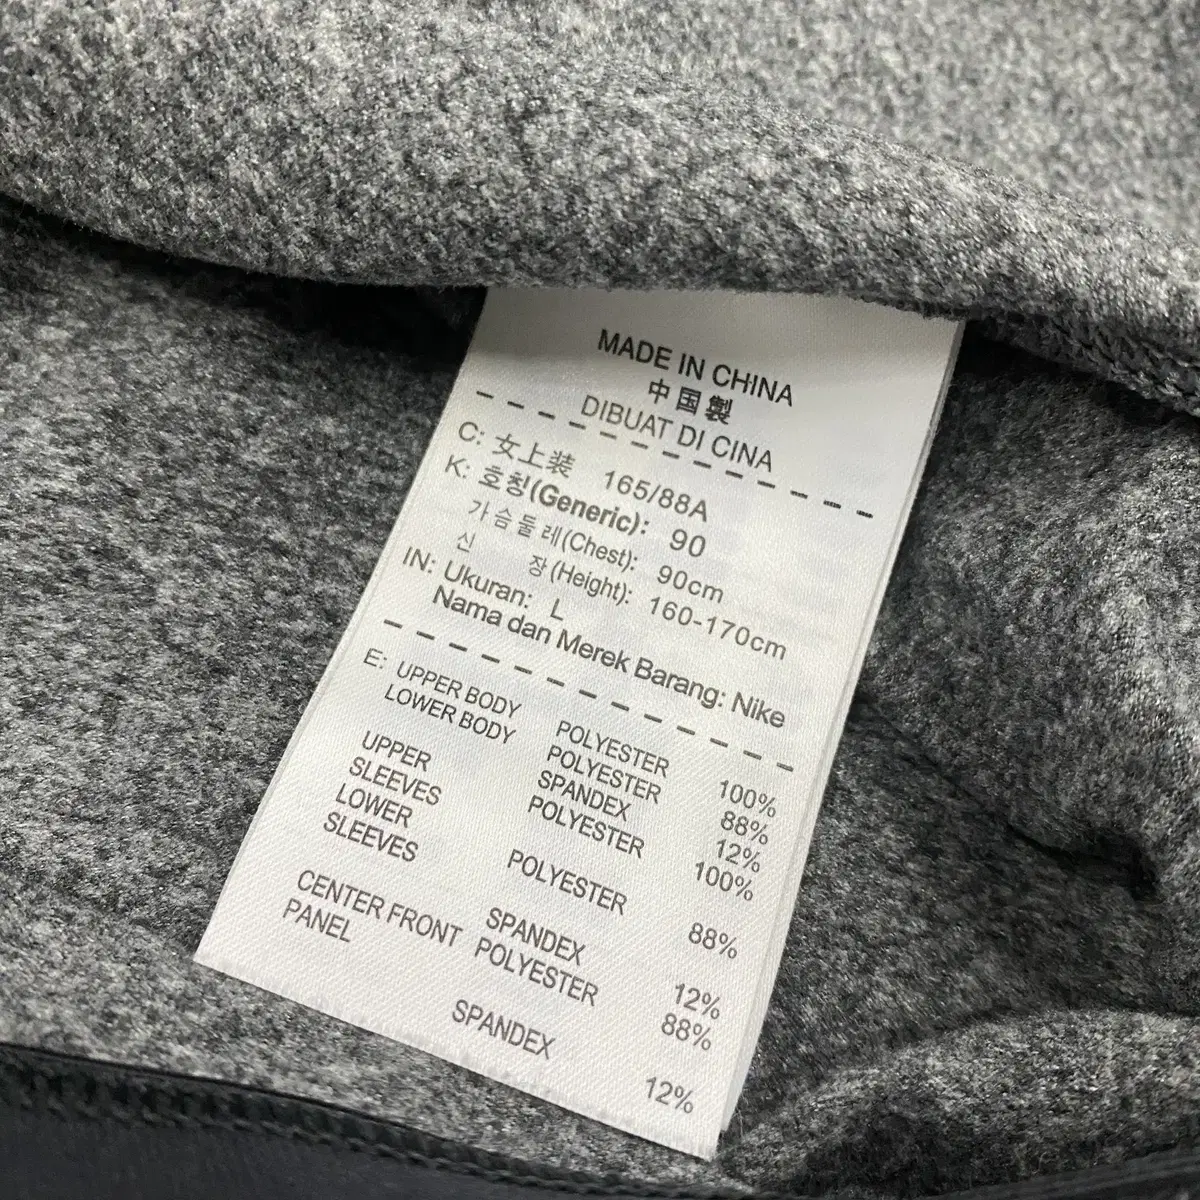 MADE IN CHINA
中国製
DIBUAT DI CINA
C: 女上装 165/88A
K: 호칭(Generic): 90
가슴둘레(Chest): 90cm
신 장(Height): 160-170cm
IN: Ukuran: L
Nama dan Merek Barang: Nike
E: UPPER BODY POLYESTER 100%
LOWER BODY POLYESTER 88%
SPANDEX 12%
UPPER POLYESTER 100%
SLEEVES
LOWER POLYESTER 88%
SLEEVES
SPANDEX 12%
CENTER FRONT POLYESTER 88%
PANEL
SPANDEX 12%